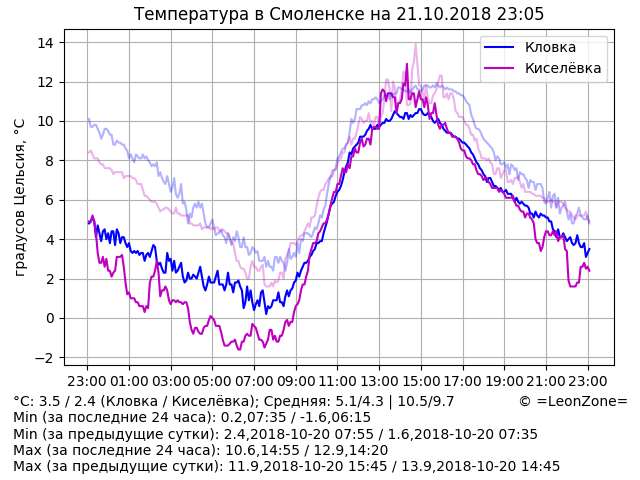 Температура в Смоленске на 21.10.2018 23:05
градусов Цельсия, °C
14
12
10
8
6
4
2
0
−2
Кловка
Киселёвка
23:00 01:00 03:00 05:00 07:00 09:00 11:00 13:00 15:00 17:00 19:00 21:00 23:00
°C: 3.5 / 2.4 (Кловка / Киселёвка); Средняя: 5.1/4.3 | 10.5/9.7 © =LeonZone=
Min (за последние 24 часа): 0.2,07:35 / -1.6,06:15
Min (за предыдущие сутки): 2.4,2018-10-20 07:55 / 1.6,2018-10-20 07:35
Max (за последние 24 часа): 10.6,14:55 / 12.9,14:20
Max (за предыдущие сутки): 11.9,2018-10-20 15:45 / 13.9,2018-10-20 14:45